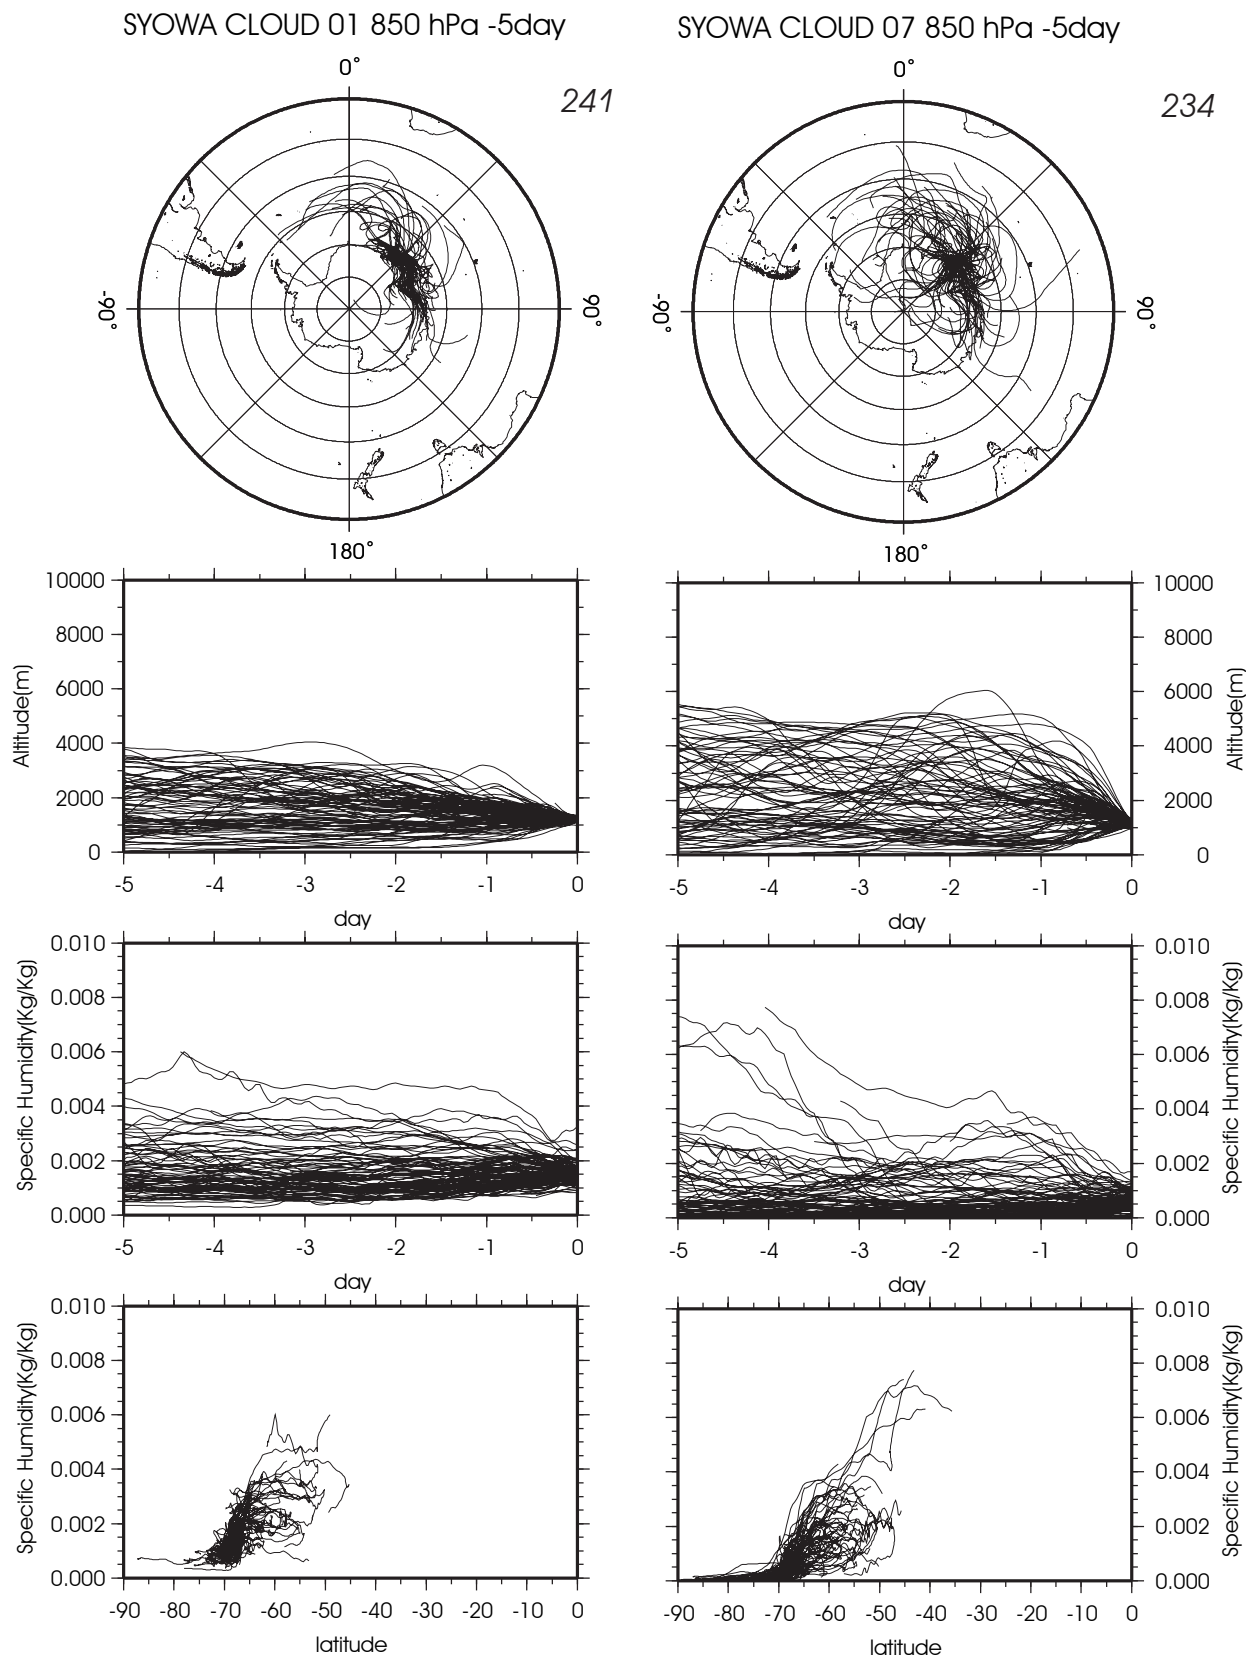 SYOWA CLOUD 01 850 hPa -5day
SYOWA CLOUD 07 850 hPa -5day
0°
0°
241
234
-90°
90°
-90°
90°
180°
180°
10000
8000
6000
4000
2000
0
Altitude(m)
-5 -4 -3 -2 -1 0
day
10000
8000
6000
4000
2000
0
Altitude(m)
-5 -4 -3 -2 -1 0
day
0.010
0.008
0.006
0.004
0.002
0.000
Specific Humidity(Kg/Kg)
-5 -4 -3 -2 -1 0
day
0.010
0.008
0.006
0.004
0.002
0.000
Specific Humidity(Kg/Kg)
-5 -4 -3 -2 -1 0
day
0.010
0.008
0.006
0.004
0.002
0.000
Specific Humidity(Kg/Kg)
-90 -80 -70 -60 -50 -40 -30 -20 -10 0
latitude
0.010
0.008
0.006
0.004
0.002
0.000
Specific Humidity(Kg/Kg)
-90 -80 -70 -60 -50 -40 -30 -20 -10 0
latitude